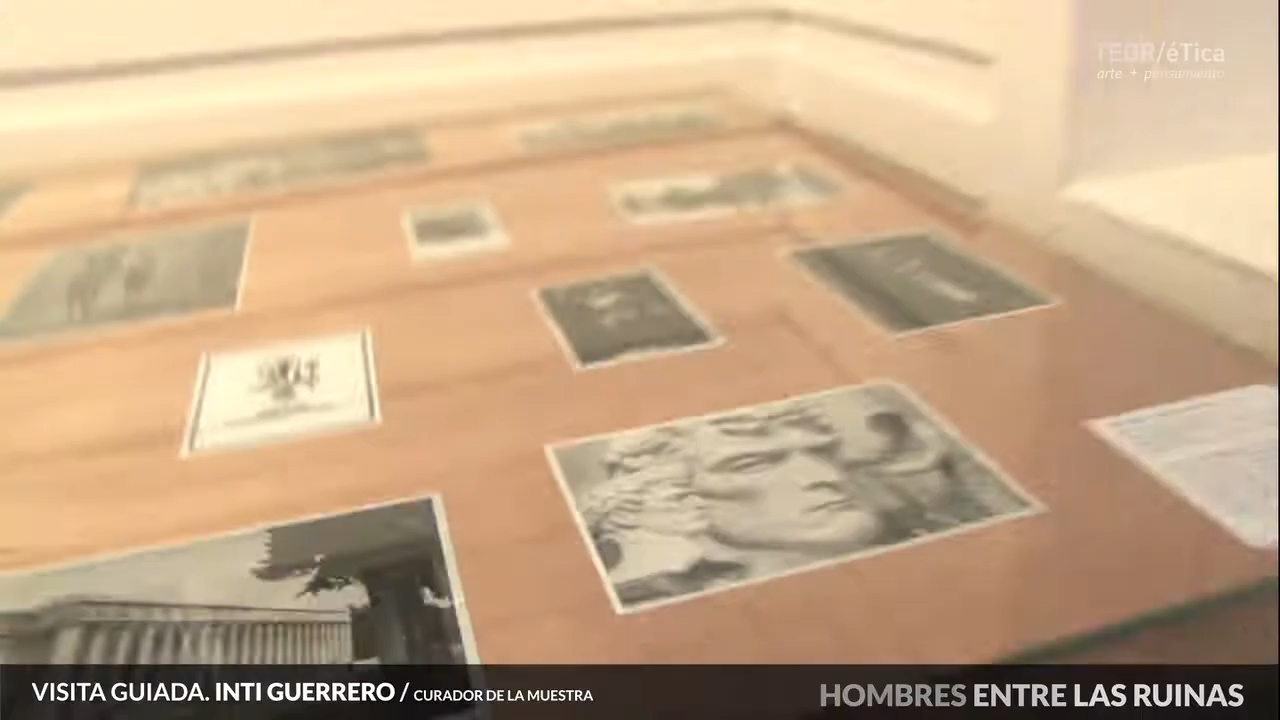 TEOR/éTica
arte + pensamiento
VISITA GUIADA. INTI GUERRERO / CURADOR DE LA MUESTRA
HOMBRES ENTRE LAS RUINAS